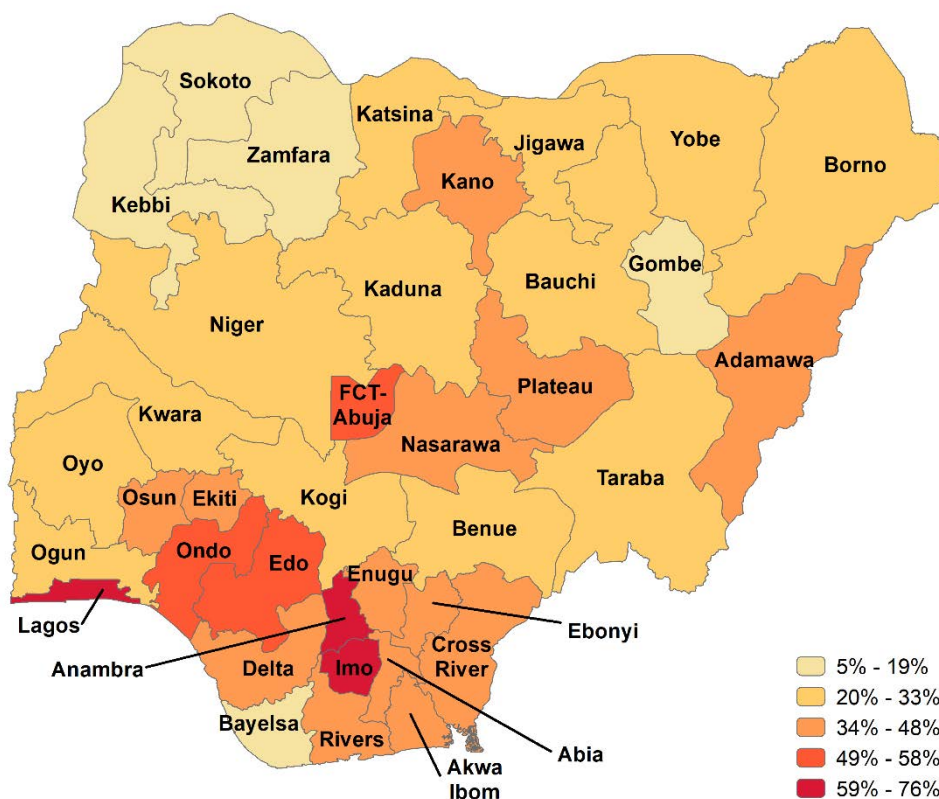 Sokoto
Katsina
Zamfara
Kano
Jigawa
Yobe
Borno
Kebbi
Gombe
Kaduna
Bauchi
Niger
Adamawa
FCT-
Abuja
Plateau
Kwara
Nasarawa
Oyo
Taraba
Osun
Ekiti
Kogi
Benue
Ogun
Ondo
Edo
Enugu
Lagos
Ebonyi
Anambra
Delta
Imo
Cross
River
Bayelsa
Rivers
Akwa
Ibom
Abia
5% - 19%
20% - 33%
34% - 48%
49% - 58%
59% - 76%